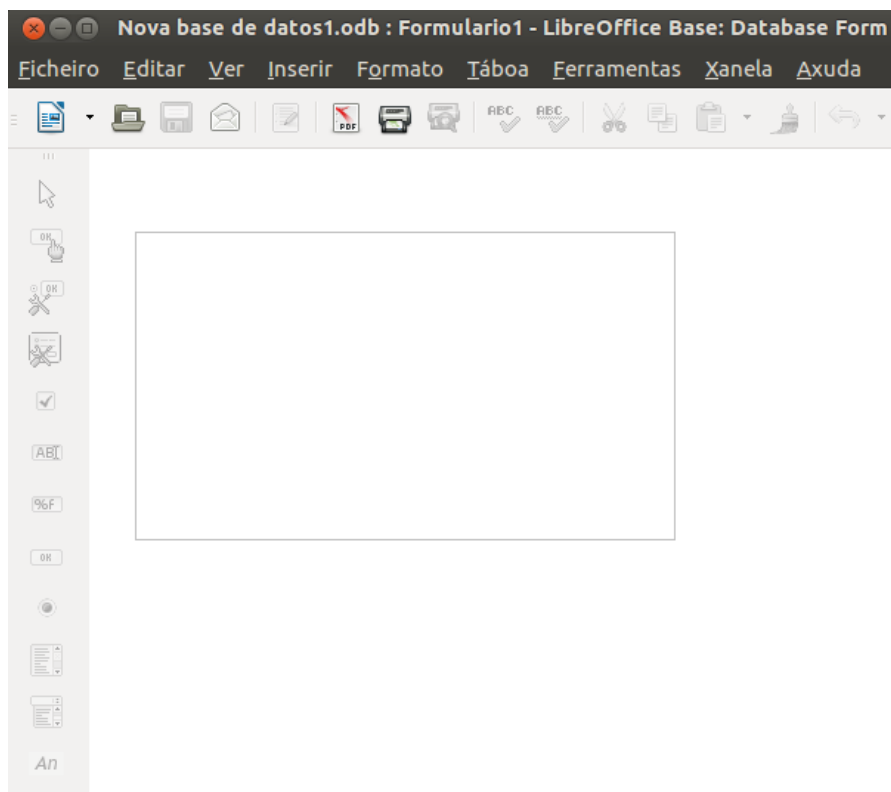 Nova base de datos1.odb : Formulario1 - LibreOffice Base: Database Form
Ficheiro Editar Ver Inserir Formato Táboa Ferramentas Xanela Axuda
PDF ABC ABC
OK
OK
ABI
%F
OK
An